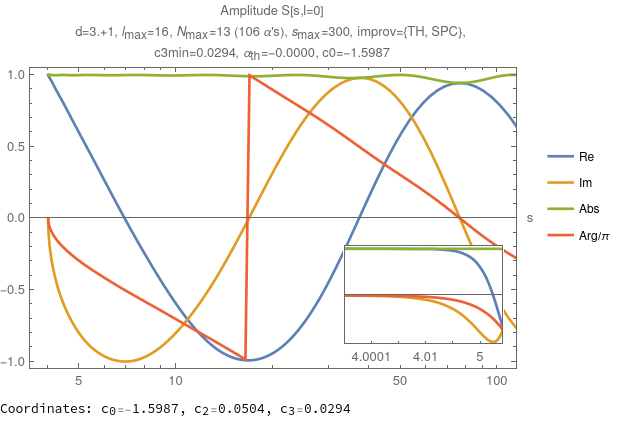 Amplitude S[s,l=0]
d=3.+1, lmax=16, Nmax=13 (106 α's), smax=300, improv={TH, SPC},
c3min=0.0294, αth=-0.0000, c0=-1.5987
1.0
0.5
0.0
-0.5
-1.0
5 10 50 100
s
Re
Im
Abs
Arg/π
4.0001 4.01 5
Coordinates: c0=-1.5987, c2=0.0504, c3=0.0294